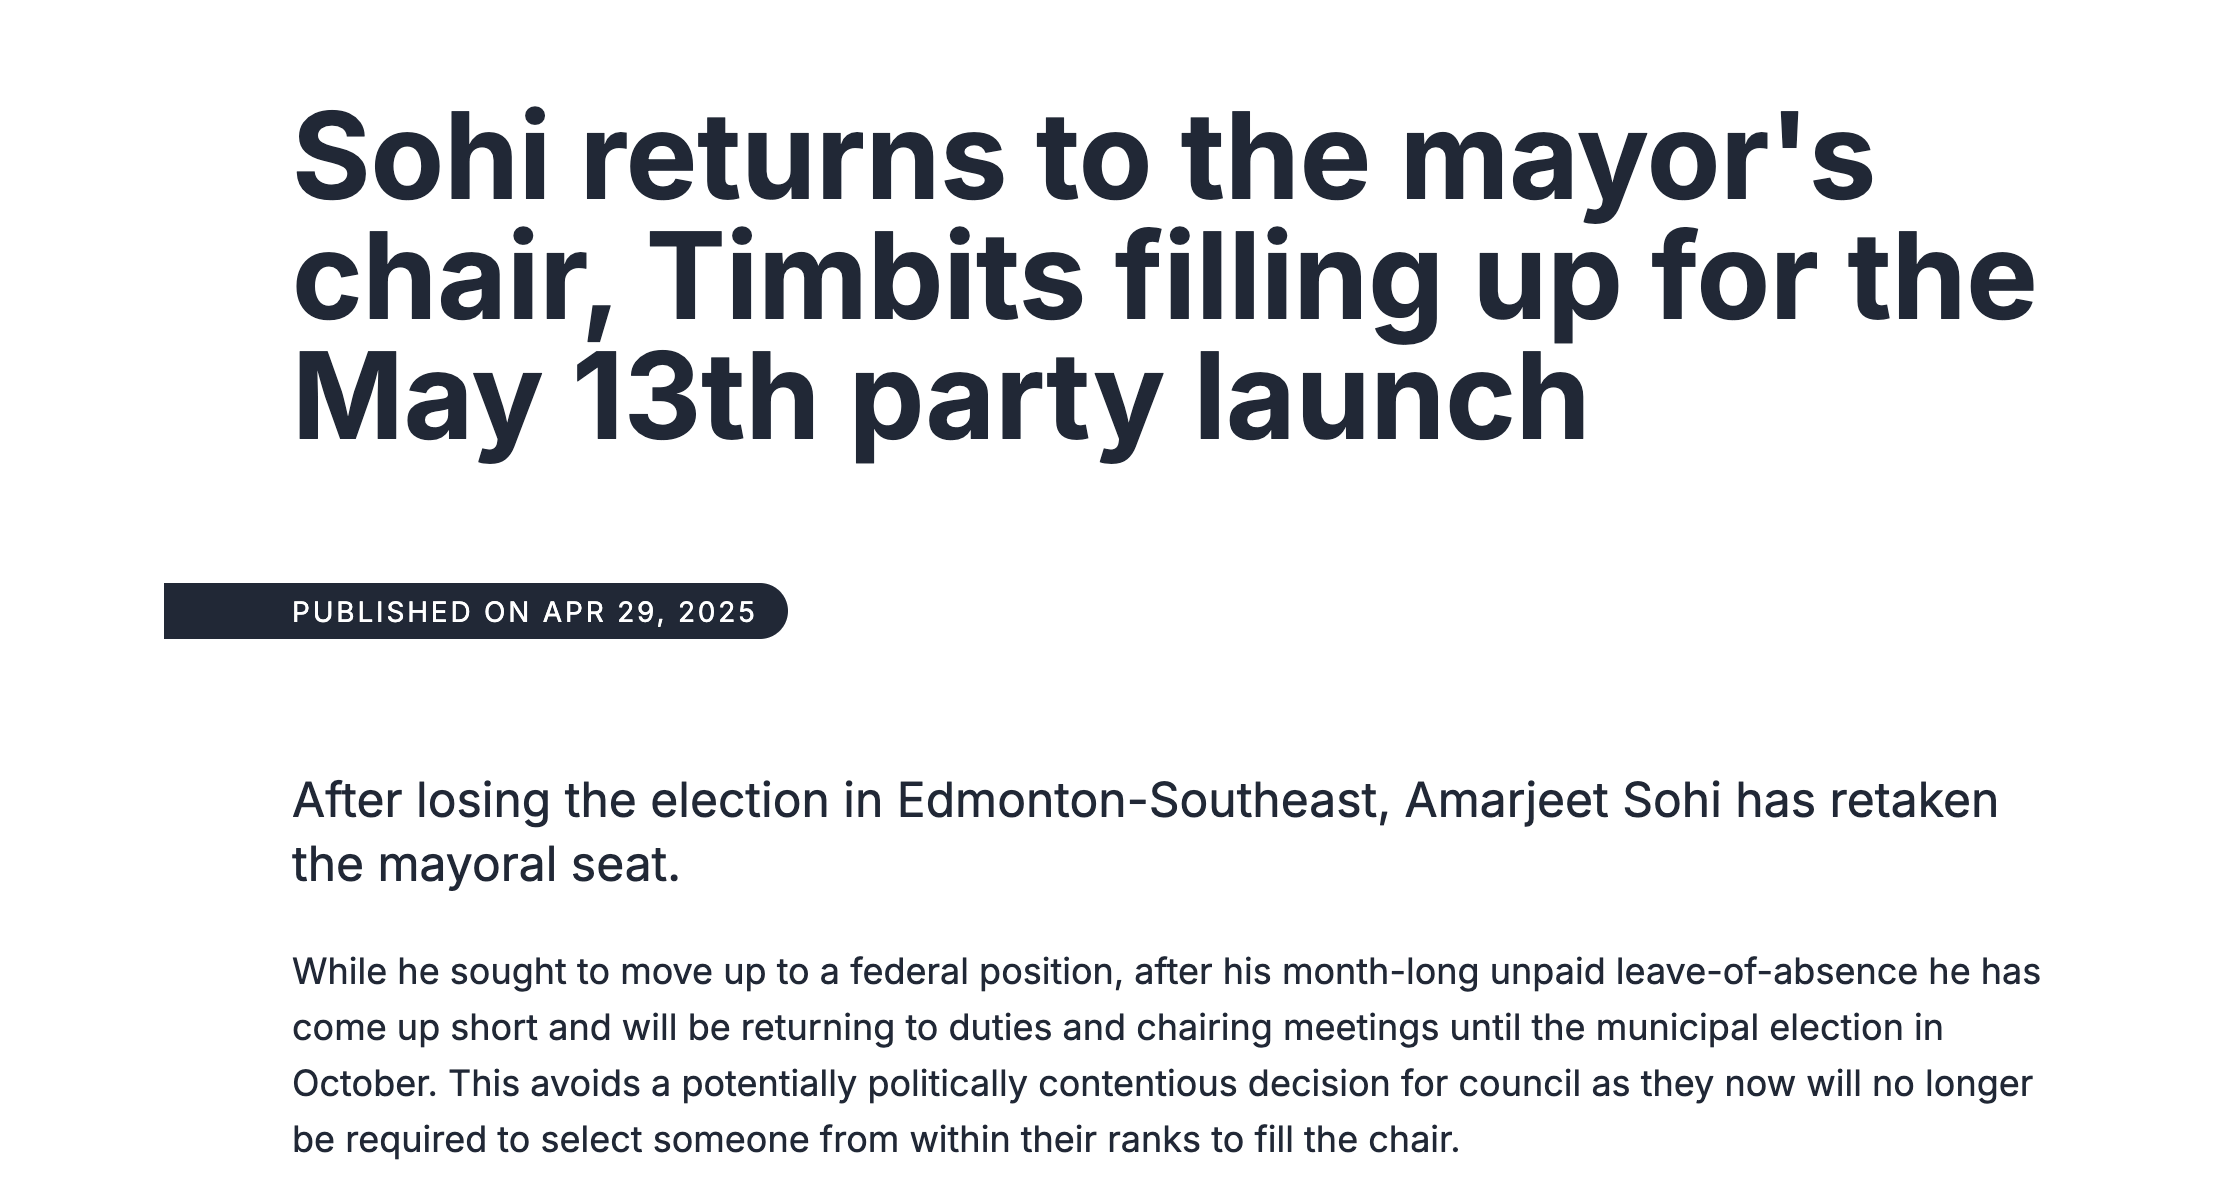 Sohi returns to the mayor's
chair, Timbits filling up for the
May 13th party launch
PUBLISHED ON APR 29, 2025
After losing the election in Edmonton-Southeast, Amarjeet Sohi has retaken
the mayoral seat.
While he sought to move up to a federal position, after his month-long unpaid leave-of-absence he has
come up short and will be returning to duties and chairing meetings until the municipal election in
October. This avoids a potentially politically contentious decision for council as they now will no longer
be required to select someone from within their ranks to fill the chair.